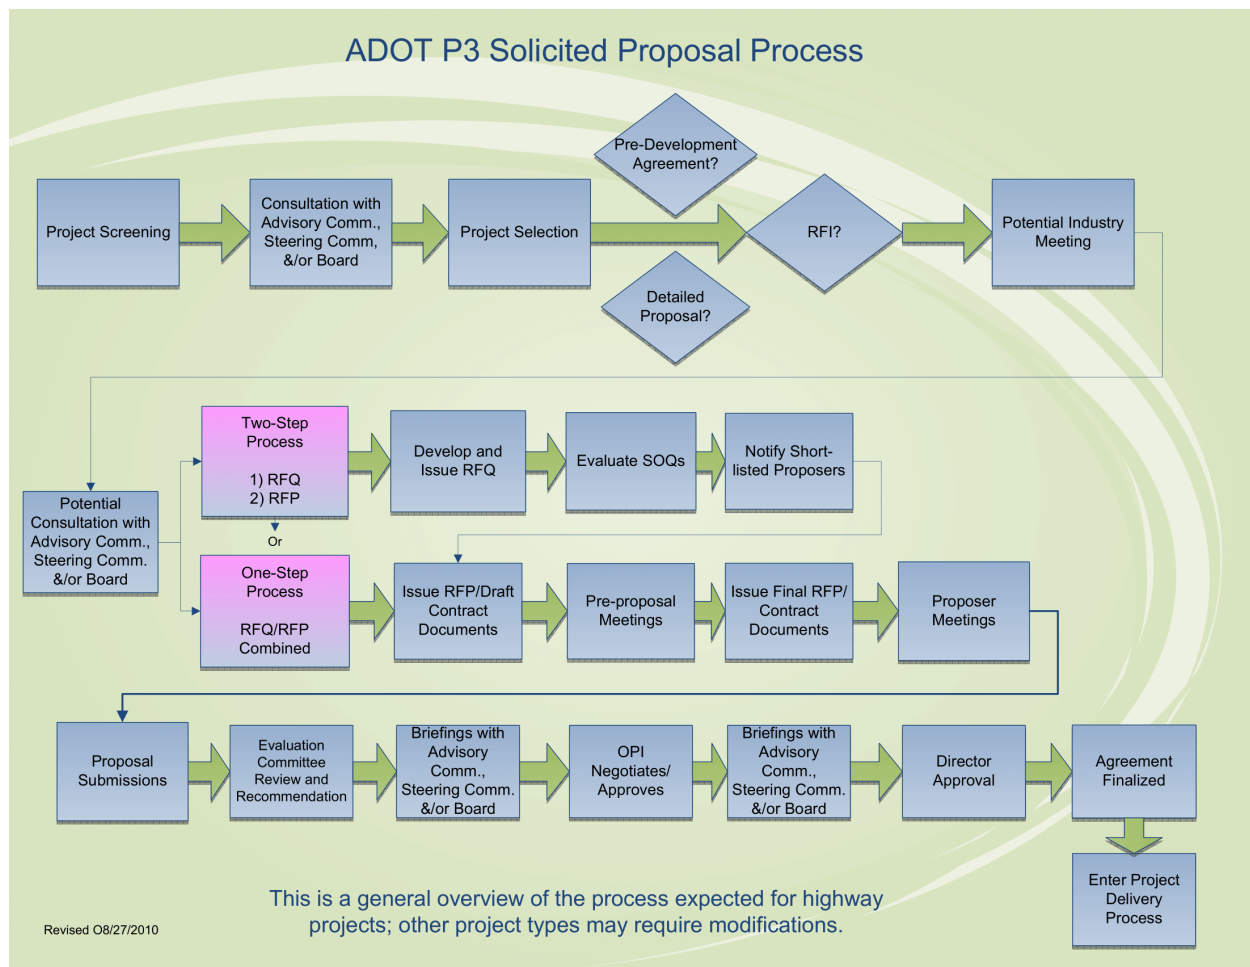 ADOT P3 Solicited Proposal Process
Pre-Development
Agreement?
Project Screening
Consultation with
Advisory Comm.,
Steering Comm,
&/or Board
Project Selection
RFI?
Potential Industry
Meeting
Detailed
Proposal?
Two-Step
Process
1) RFQ
2) RFP
Develop and
Issue RFQ
Evaluate SOQs
Notify Short-
listed Proposers
Potential
Consultation with
Advisory Comm.,
Steering Comm.
&/or Board
Or
One-Step
Process
RFQ/RFP
Combined
Issue RFP/Draft
Contract
Documents
Pre-proposal
Meetings
Issue Final RFP/
Contract
Documents
Proposer
Meetings
Proposal
Submissions
Evaluation
Committee
Review and
Recommendation
Briefings with
Advisory
Comm.,
Steering Comm.
&/or Board
OPI
Negotiates/
Approves
Briefings with
Advisory
Comm.,
Steering Comm.
&/or Board
Director
Approval
Agreement
Finalized
Enter Project
Delivery
Process
This is a general overview of the process expected for highway
projects; other project types may require modifications.
Revised O8/27/2010